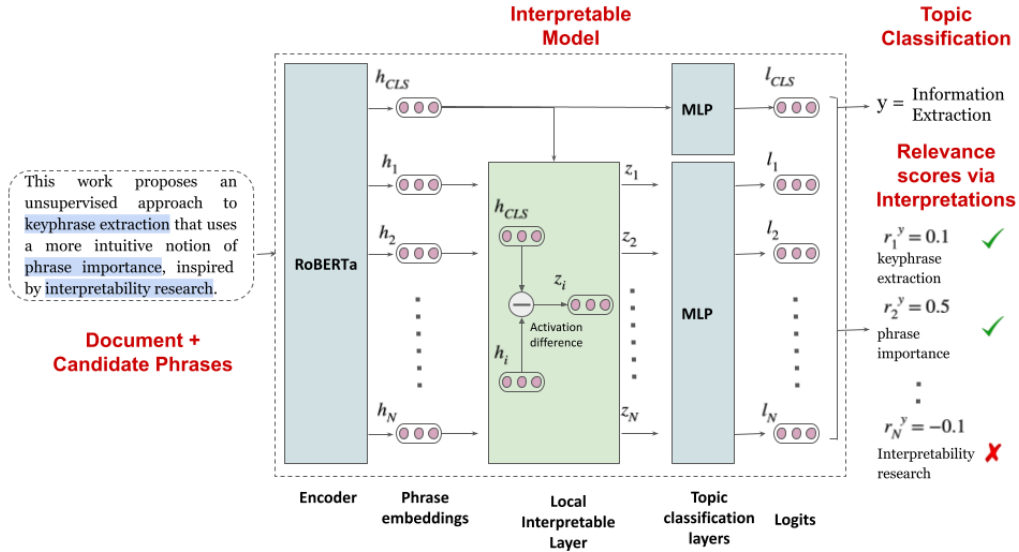 Interpretable
Model
Topic
Classification
h_CLS
l_CLS
MLP
y = Information
Extraction
Relevance
scores via
Interpretations
This work proposes an
unsupervised approach to
keyphrase extraction that uses
a more intuitive notion of
phrase importance, inspired
by interpretability research.
Document +
Candidate Phrases
RoBERTa
h_1
h_2
h_N
h_CLS
z_i
Activation
difference
h_i
z_1
z_2
z_N
MLP
l_1
l_2
l_N
r_1^y = 0.1
keyphrase
extraction
r_2^y = 0.5
phrase
importance
r_N^y = −0.1
Interpretability
research
Encoder
Phrase
embeddings
Local
Interpretable
Layer
Topic
classification
layers
Logits